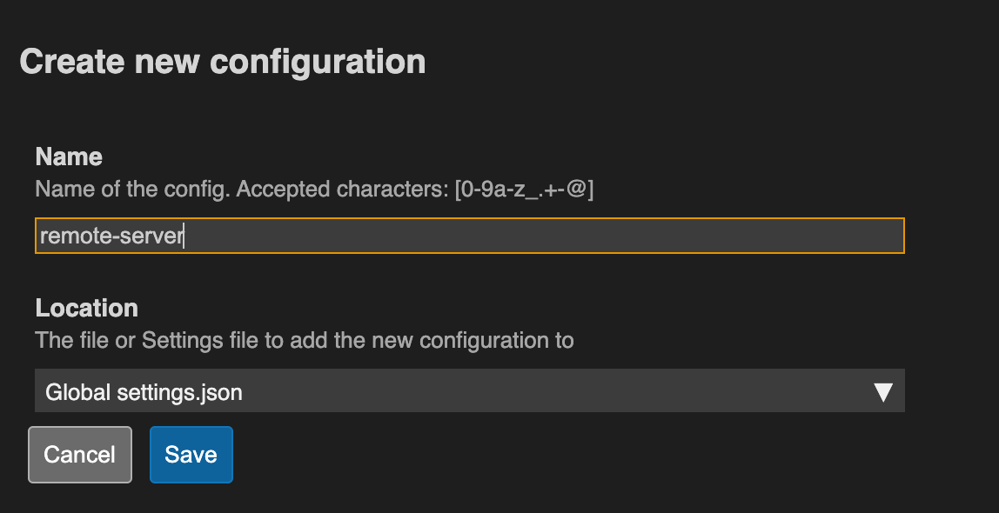 Create new configuration
Name
Name of the config. Accepted characters: [0-9a-z_.+-@]
remote-server
Location
The file or Settings file to add the new configuration to
Global settings.json
Cancel Save